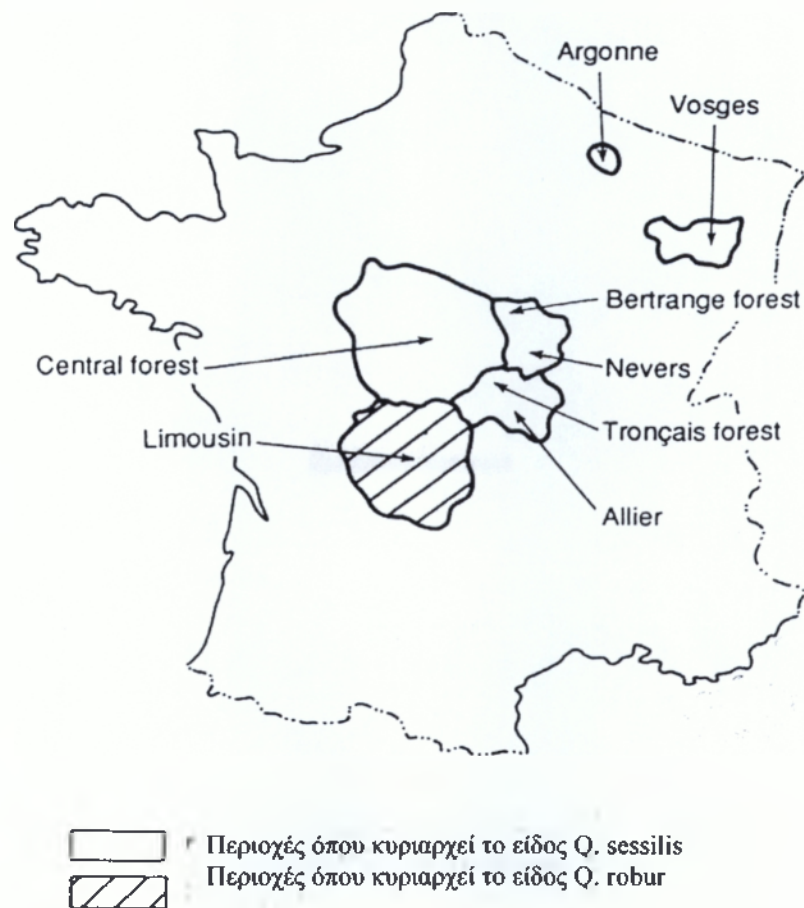 Argonne
Vosges
Bertrange forest
Central forest
Nevers
Limousin
Tronçais forest
Allier
Περιοχές όπου κυριαρχεί το είδος Q. sessilis
Περιοχές όπου κυριαρχεί το είδος Q. robur